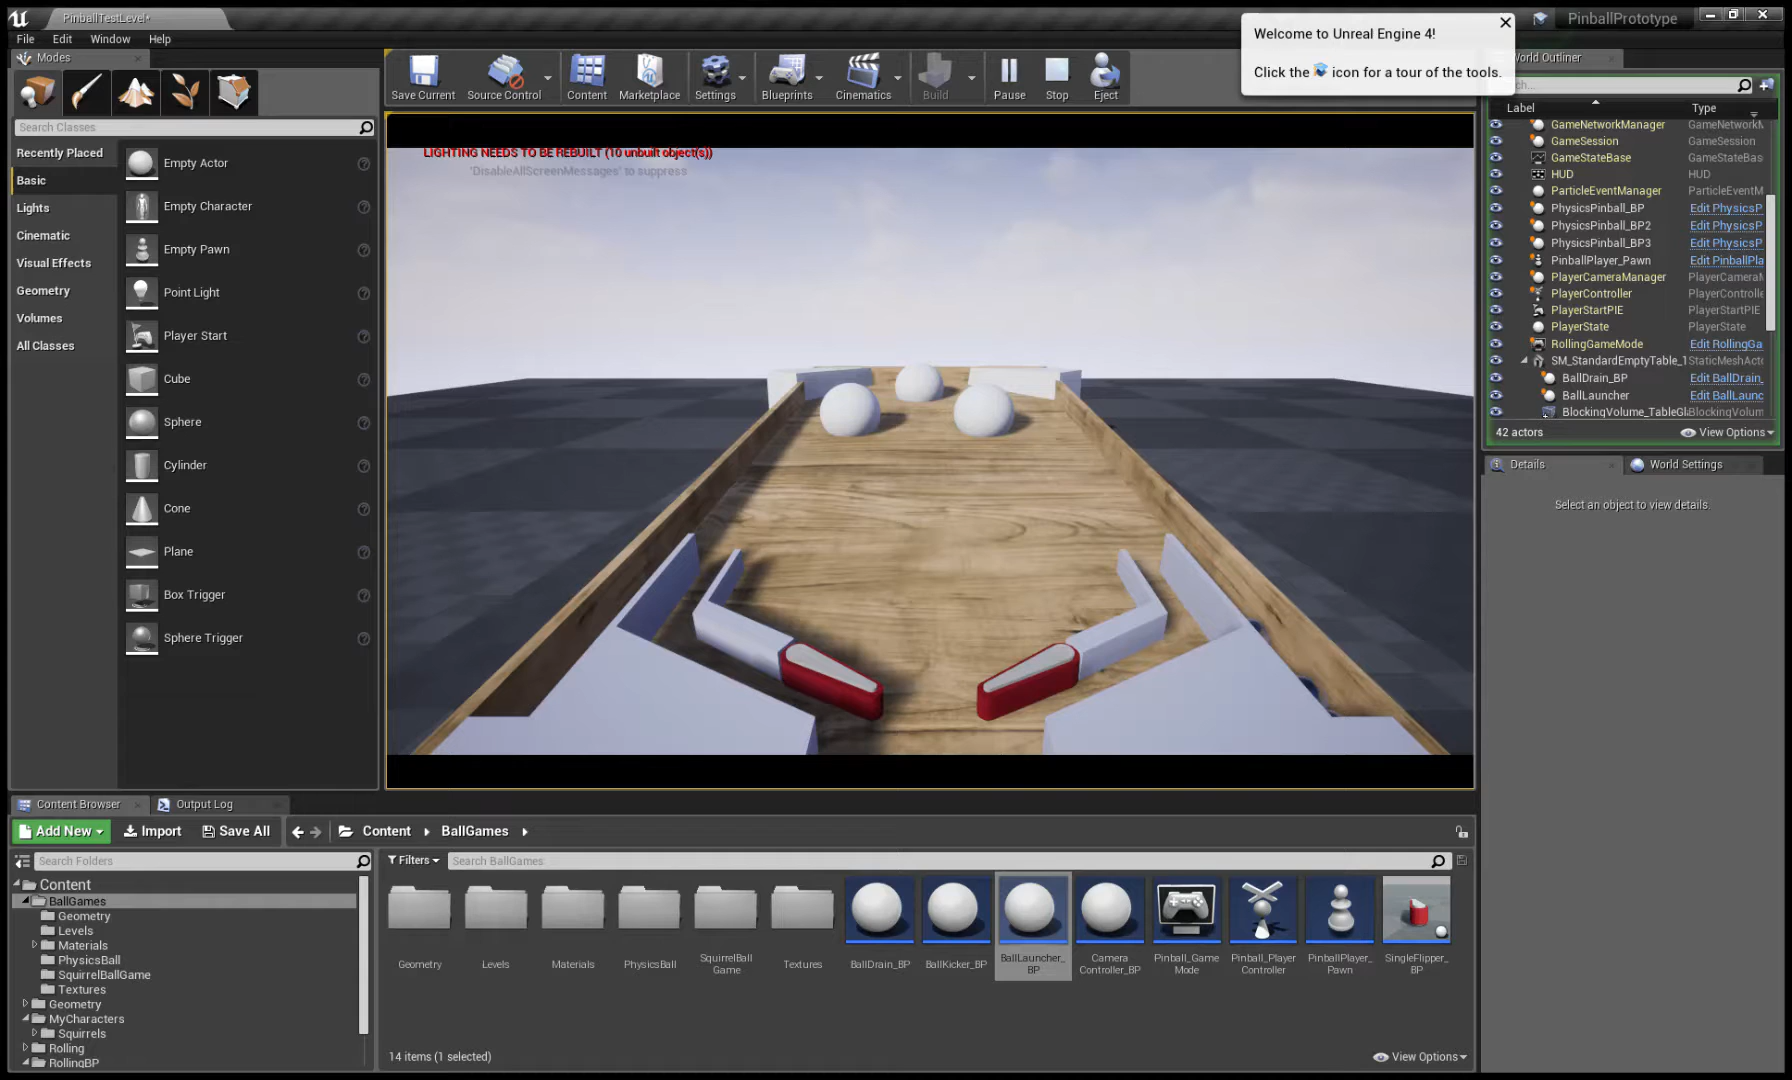 PinballTestLevel*
PinballPrototype
File Edit Window Help
Welcome to Unreal Engine 4!
Click the icon for a tour of the tools.
Modes
Save Current
Source Control
Content
Marketplace
Settings
Blueprints
Cinematics
Build
Pause
Stop
Eject
Search Classes
Recently Placed
Basic
Lights
Cinematic
Visual Effects
Geometry
Volumes
All Classes
Empty Actor
Empty Character
Empty Pawn
Point Light
Player Start
Cube
Sphere
Cylinder
Cone
Plane
Box Trigger
Sphere Trigger
LIGHTING NEEDS TO BE REBUILT (10 unbuilt object(s))
'DisableAllScreenMessages' to suppress
World Outliner
Label Type
GameNetworkManager GameNetworkM
GameSession GameSession
GameStateBase GameStateBas
HUD HUD
ParticleEventManager ParticleEventM
PhysicsPinball_BP Edit PhysicsP
PhysicsPinball_BP2 Edit PhysicsP
PhysicsPinball_BP3 Edit PhysicsP
PinballPlayer_Pawn Edit PinballPla
PlayerCameraManager PlayerCameraM
PlayerController PlayerControlle
PlayerStartPIE PlayerStartPIE
PlayerState PlayerState
RollingGameMode Edit RollingGa
SM_StandardEmptyTable_1 StaticMeshActo
BallDrain_BP Edit BallDrain_
BallLauncher Edit BallLaunc
BlockingVolume_TableGla BlockingVolum
42 actors View Options
Details World Settings
Select an object to view details.
Content Browser Output Log
Add New Import Save All Content BallGames
Search Folders
Filters Search BallGames
Content
BallGames
Geometry
Levels
Materials
PhysicsBall
SquirrelBallGame
Textures
Geometry
MyCharacters
Squirrels
Rolling
RollingBP
Geometry
Levels
Materials
PhysicsBall
SquirrelBall
Game
Textures
BallDrain_BP
BallKicker_BP
BallLauncher_
BP
Camera
Controller_BP
Pinball_Game
Mode
Pinball_Player
Controller
PinballPlayer_
Pawn
SingleFlipper_
BP
14 items (1 selected) View Options